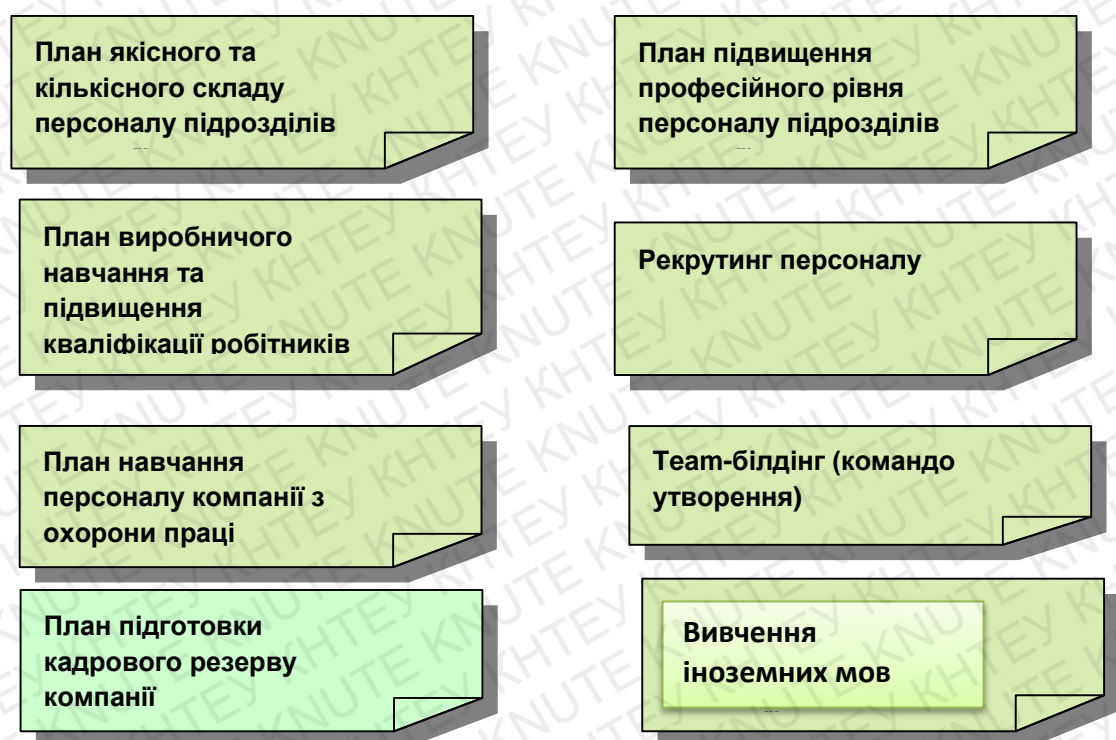 План якісного та
кількісного складу
персоналу підрозділів
План підвищення
професійного рівня
персоналу підрозділів
План виробничого
навчання та
підвищення
кваліфікації робітників
Рекрутинг персоналу
План навчання
персоналу компанії з
охорони праці
Team-білдінг (командо
утворення)
План підготовки
кадрового резерву
компанії
Вивчення
іноземних мов